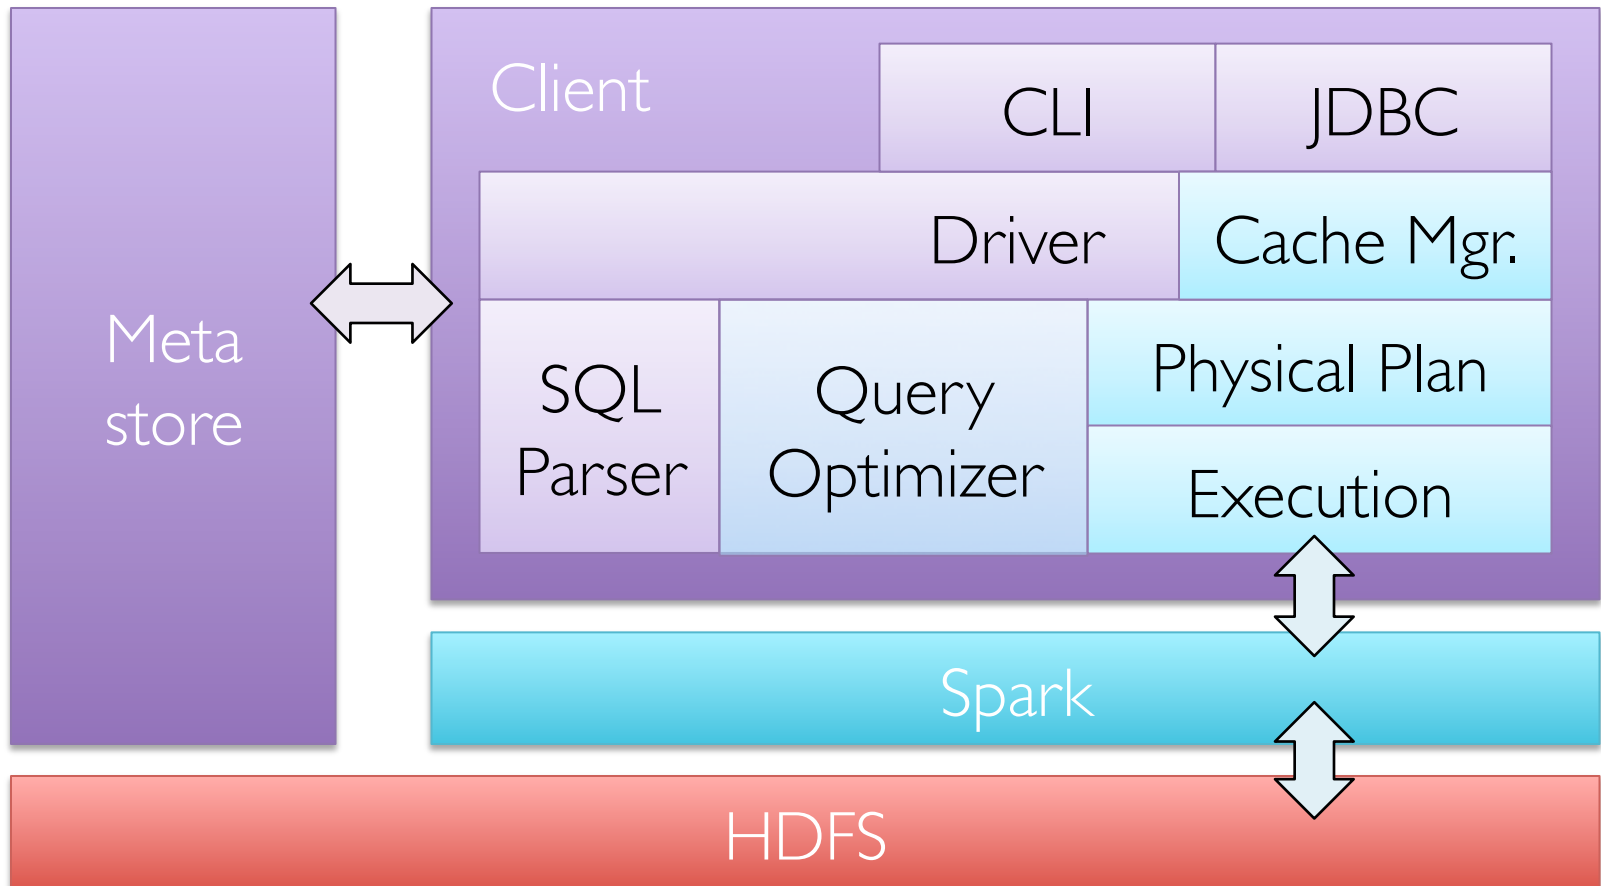 Client
CLI
JDBC
Driver
Cache Mgr.
Meta
store
SQL
Parser
Query
Optimizer
Physical Plan
Execution
Spark
HDFS